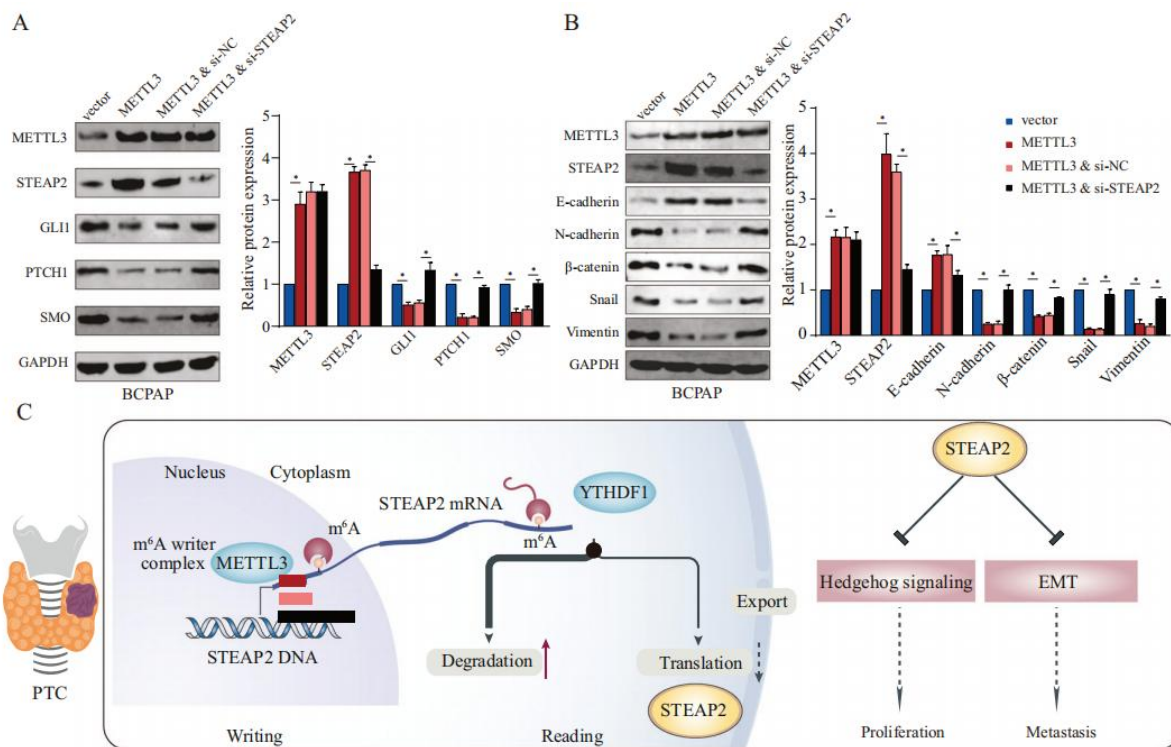 A
vector
METTL3
METTL3 & si-NC
METTL3 & si-STEAP2
METTL3
STEAP2
GLI1
PTCH1
SMO
GAPDH
BCPAP
Relative protein expression
5
4
3
2
1
0
*
*
*
*
*
*
*
*
*
METTL3
STEAP2
GLI1
PTCH1
SMO
B
vector
METTL3
METTL3 & si-NC
METTL3 & si-STEAP2
METTL3
STEAP2
E-cadherin
N-cadherin
β-catenin
Snail
Vimentin
GAPDH
BCPAP
Relative protein expression
5
4
3
2
1
0
*
*
*
*
*
*
*
*
*
*
*
*
*
METTL3
STEAP2
E-cadherin
N-cadherin
β-catenin
Snail
Vimentin
vector
METTL3
METTL3 & si-NC
METTL3 & si-STEAP2
C
PTC
Nucleus
Cytoplasm
m⁶A writer
complex
METTL3
m⁶A
STEAP2 mRNA
m⁶A
YTHDF1
STEAP2 DNA
Degradation
Translation
Export
STEAP2
Writing
Reading
STEAP2
Hedgehog signaling
EMT
Proliferation
Metastasis